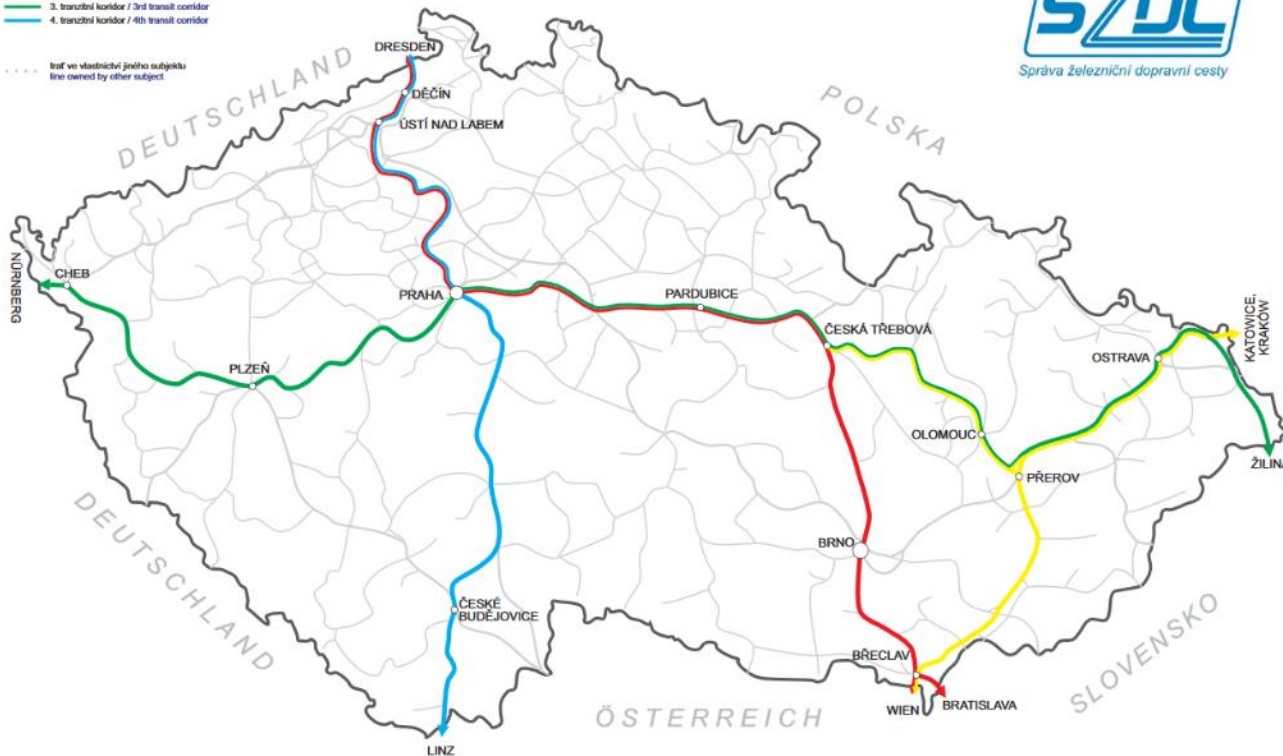 3. tranzitní koridor / 3rd transit corridor
4. tranzitní koridor / 4th transit corridor
trať ve vlastnictví jiného subjektu
line owned by other subject
SŽDC
Správa železniční dopravní cesty
DEUTSCHLAND
DRESDEN
DĚČÍN
ÚSTÍ NAD LABEM
POLSKA
NÜRNBERG
CHEB
PRAHA
PARDUBICE
ČESKÁ TŘEBOVÁ
KATOWICE,
KRAKÓW
OSTRAVA
PLZEŇ
OLOMOUC
ŽILINA
PŘEROV
DEUTSCHLAND
BRNO
ČESKÉ
BUDĚJOVICE
BŘECLAV
SLOVENSKO
WIEN
BRATISLAVA
ÖSTERREICH
LINZ